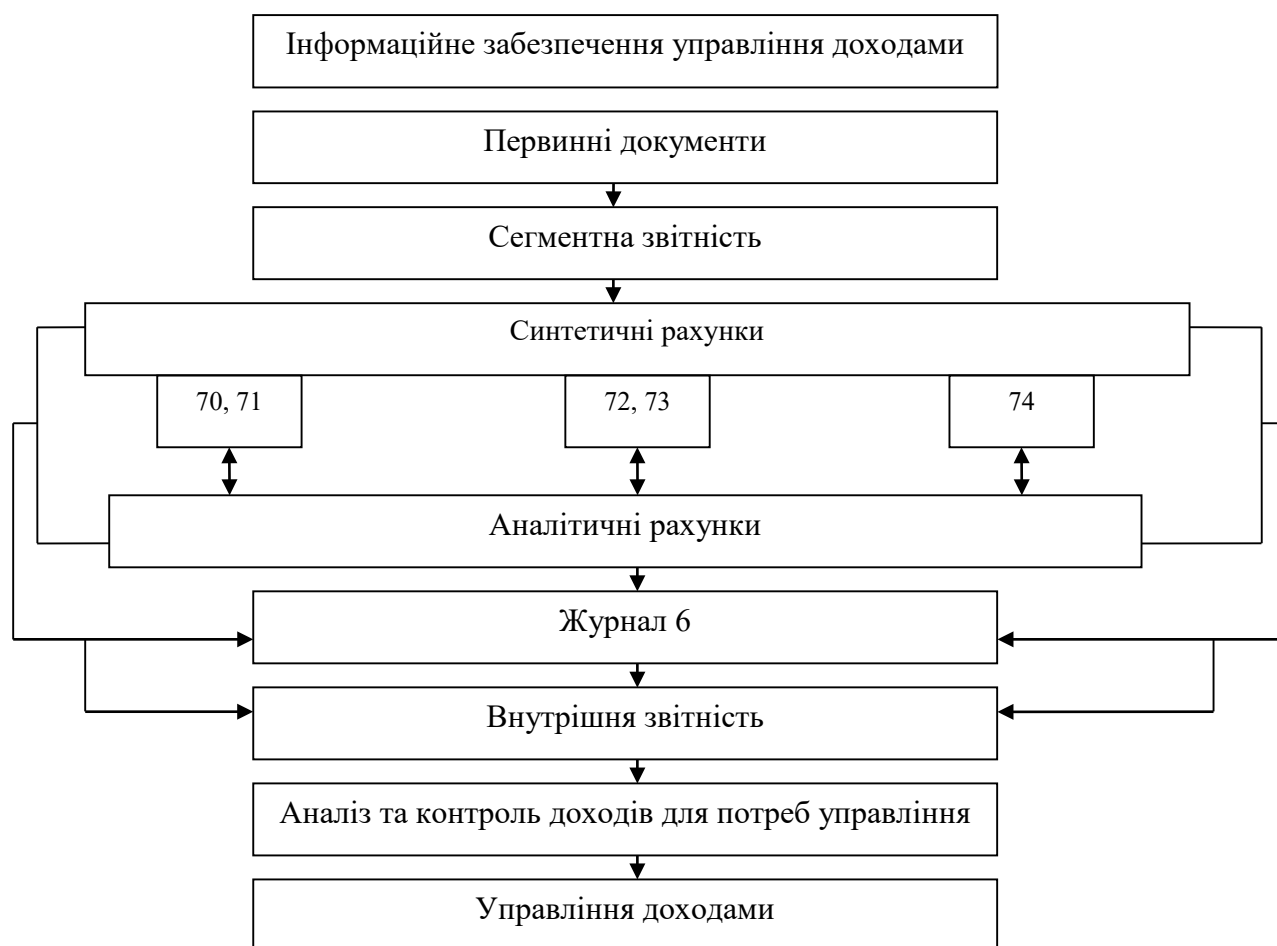 Інформаційне забезпечення управління доходами
Первинні документи
Сегментна звітність
Синтетичні рахунки
70, 71
72, 73
74
Аналітичні рахунки
Журнал 6
Внутрішня звітність
Аналіз та контроль доходів для потреб управління
Управління доходами